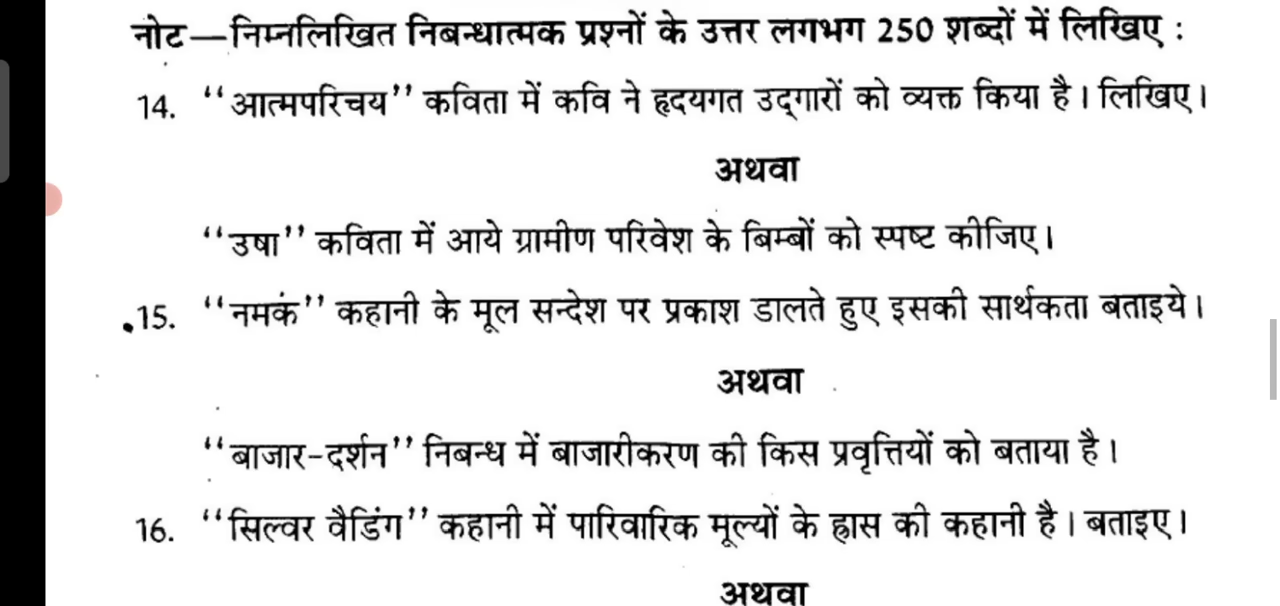 नोट—निम्नलिखित निबन्धात्मक प्रश्नों के उत्तर लगभग 250 शब्दों में लिखिए :
14. ‘‘आत्मपरिचय’’ कविता में कवि ने हृदयगत उद्‌गारों को व्यक्त किया है। लिखिए।
अथवा
‘‘उषा’’ कविता में आये ग्रामीण परिवेश के बिम्बों को स्पष्ट कीजिए।
15. ‘‘नमकं’’ कहानी के मूल सन्देश पर प्रकाश डालते हुए इसकी सार्थकता बताइये।
अथवा
‘‘बाजार-दर्शन’’ निबन्ध में बाजारीकरण की किस प्रवृत्तियों को बताया है।
16. ‘‘सिल्वर वैडिंग’’ कहानी में पारिवारिक मूल्यों के ह्रास की कहानी है। बताइए।
अथवा